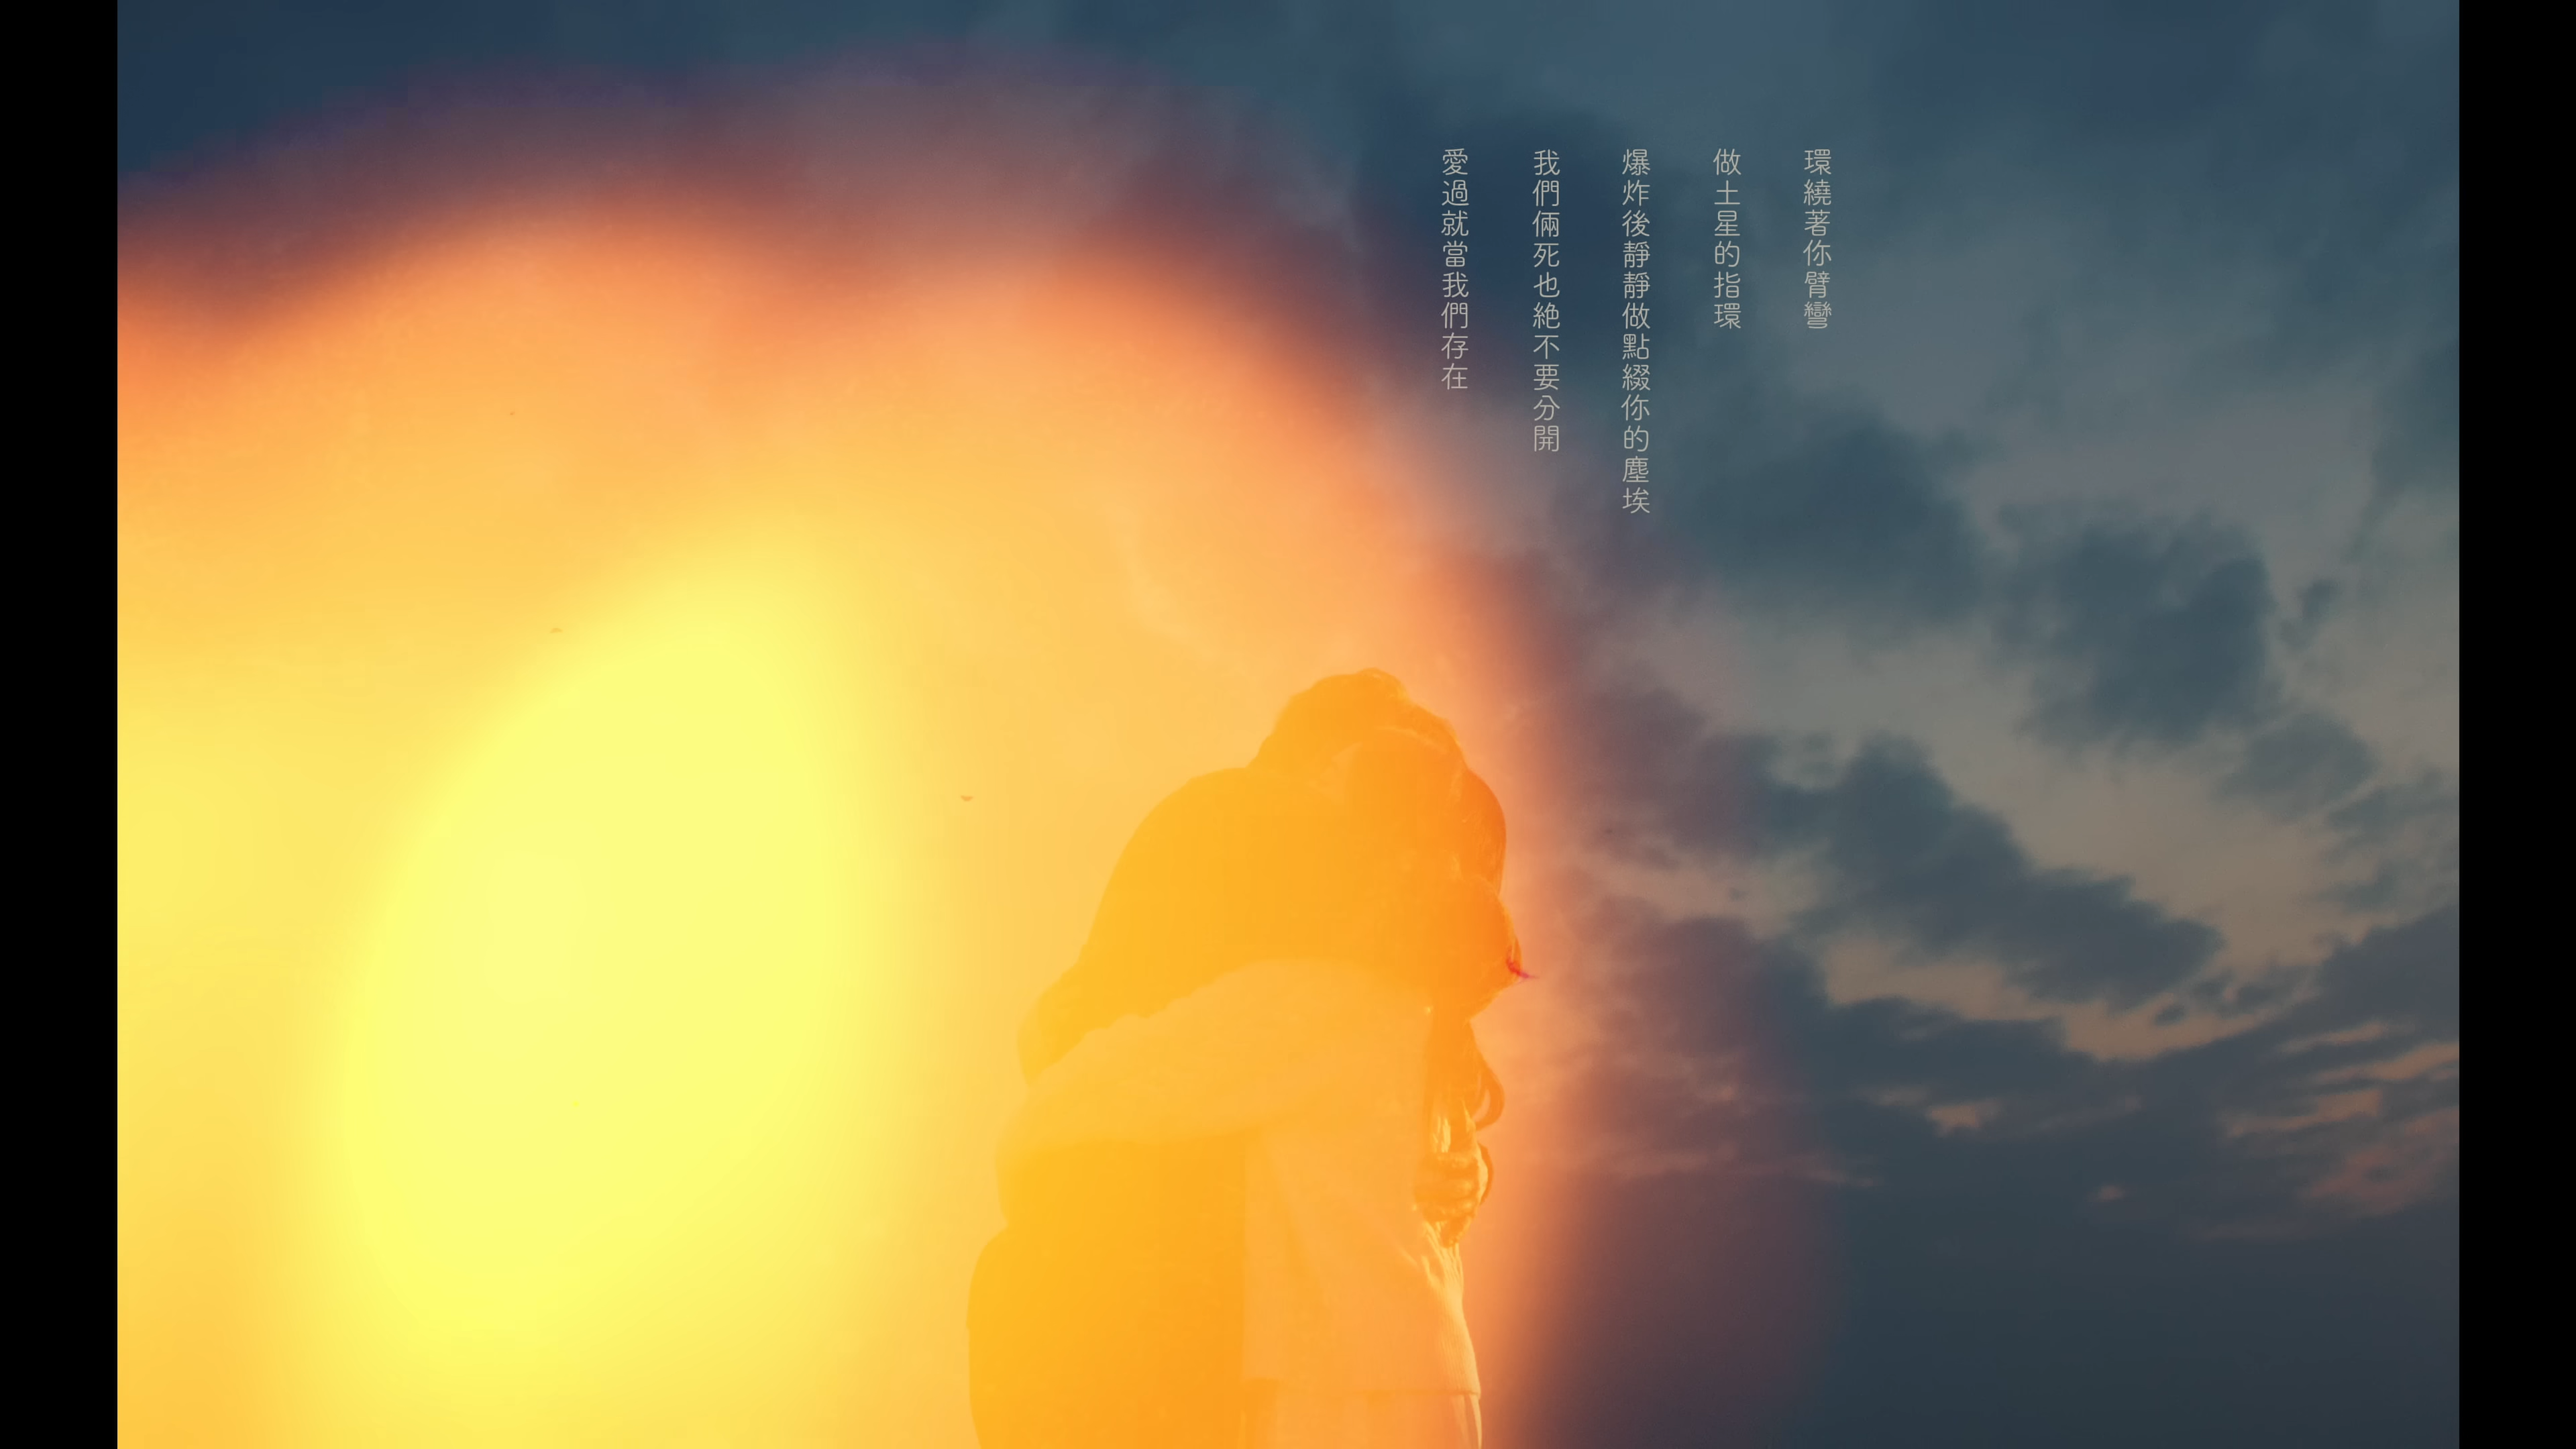 環繞著你臂彎
做土星的指環
爆炸後靜靜做點綴你的塵埃
我們倆死也絕不要分開
愛過就當我們存在